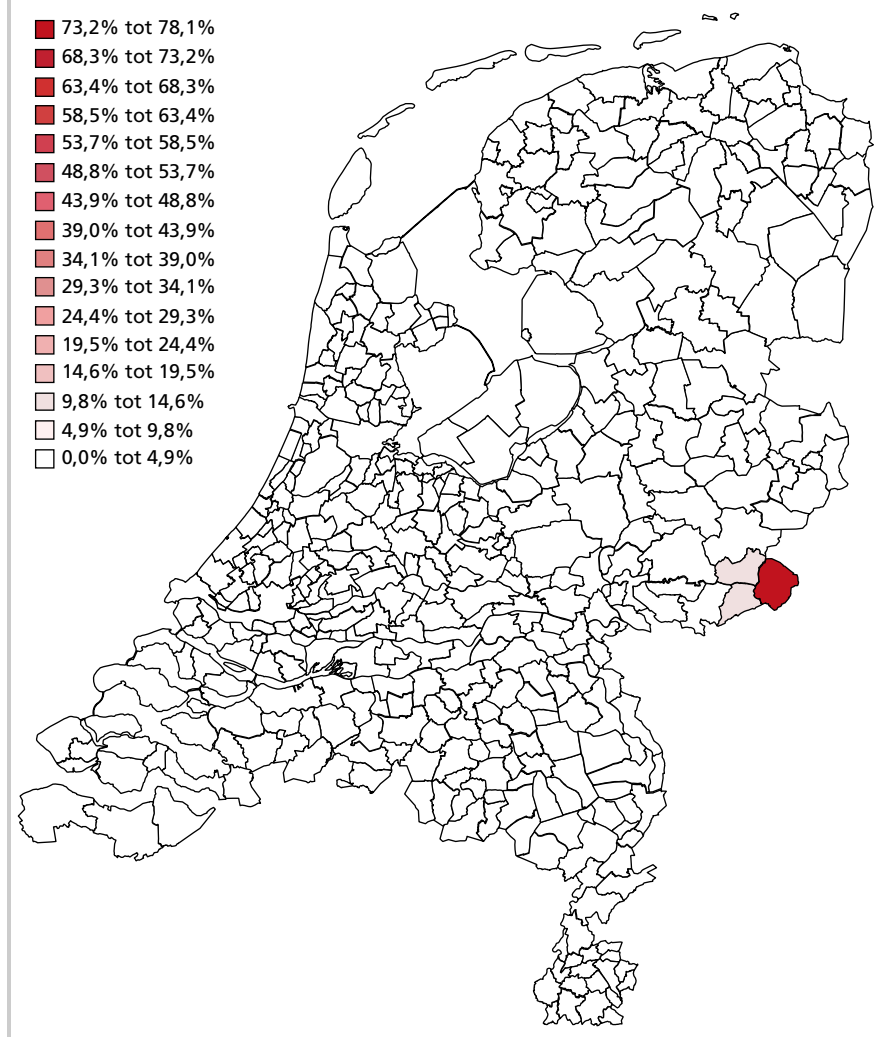 73,2% tot 78,1%
68,3% tot 73,2%
63,4% tot 68,3%
58,5% tot 63,4%
53,7% tot 58,5%
48,8% tot 53,7%
43,9% tot 48,8%
39,0% tot 43,9%
34,1% tot 39,0%
29,3% tot 34,1%
24,4% tot 29,3%
19,5% tot 24,4%
14,6% tot 19,5%
9,8% tot 14,6%
4,9% tot 9,8%
0,0% tot 4,9%